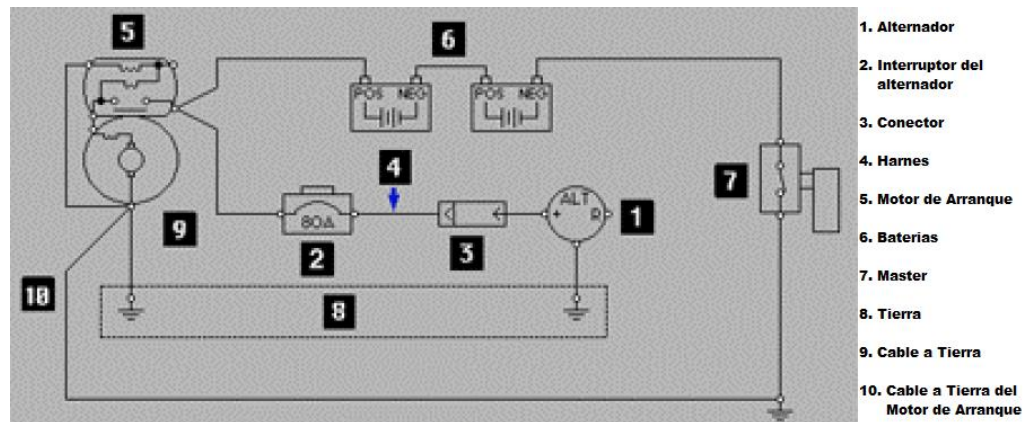 5
6
POS NEG
POS NEG
4
7
ALT
+ R
1
80A
9
2
3
10
8
1. Alternador
2. Interruptor del
alternador
3. Conector
4. Harnes
5. Motor de Arranque
6. Baterias
7. Master
8. Tierra
9. Cable a Tierra
10. Cable a Tierra del
Motor de Arranque